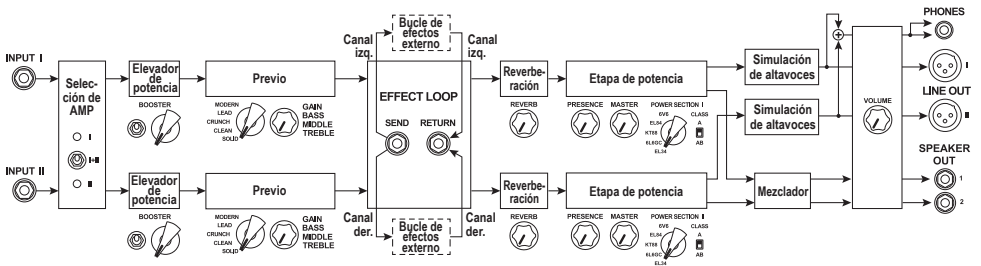 INPUT I
INPUT II
Selec-
ción de
AMP
I
I+II
II
Elevador
de
potencia
BOOSTER
Previo
MODERN
LEAD
CRUNCH
CLEAN
SOLID
GAIN
BASS
MIDDLE
TREBLE
Canal
izq.
Bucle de
efectos
externo
Canal
izq.
EFFECT LOOP
SEND
RETURN
Reverbe-
ración
REVERB
Etapa de potencia
PRESENCE
MASTER
POWER SECTION I
6V6
EL84
KT88
6L6GC
EL34
CLASS
A
AB
Simulación
de altavoces
Simulación
de altavoces
VOLUME
PHONES
I
LINE OUT
II
SPEAKER
OUT
1
2
Elevador
de
potencia
BOOSTER
Previo
MODERN
LEAD
CRUNCH
CLEAN
SOLID
GAIN
BASS
MIDDLE
TREBLE
Canal
der.
Bucle de
efectos
externo
Canal
der.
Reverbe-
ración
REVERB
Etapa de potencia
PRESENCE
MASTER
POWER SECTION II
6V6
EL84
KT88
6L6GC
EL34
CLASS
A
AB
Mezclador